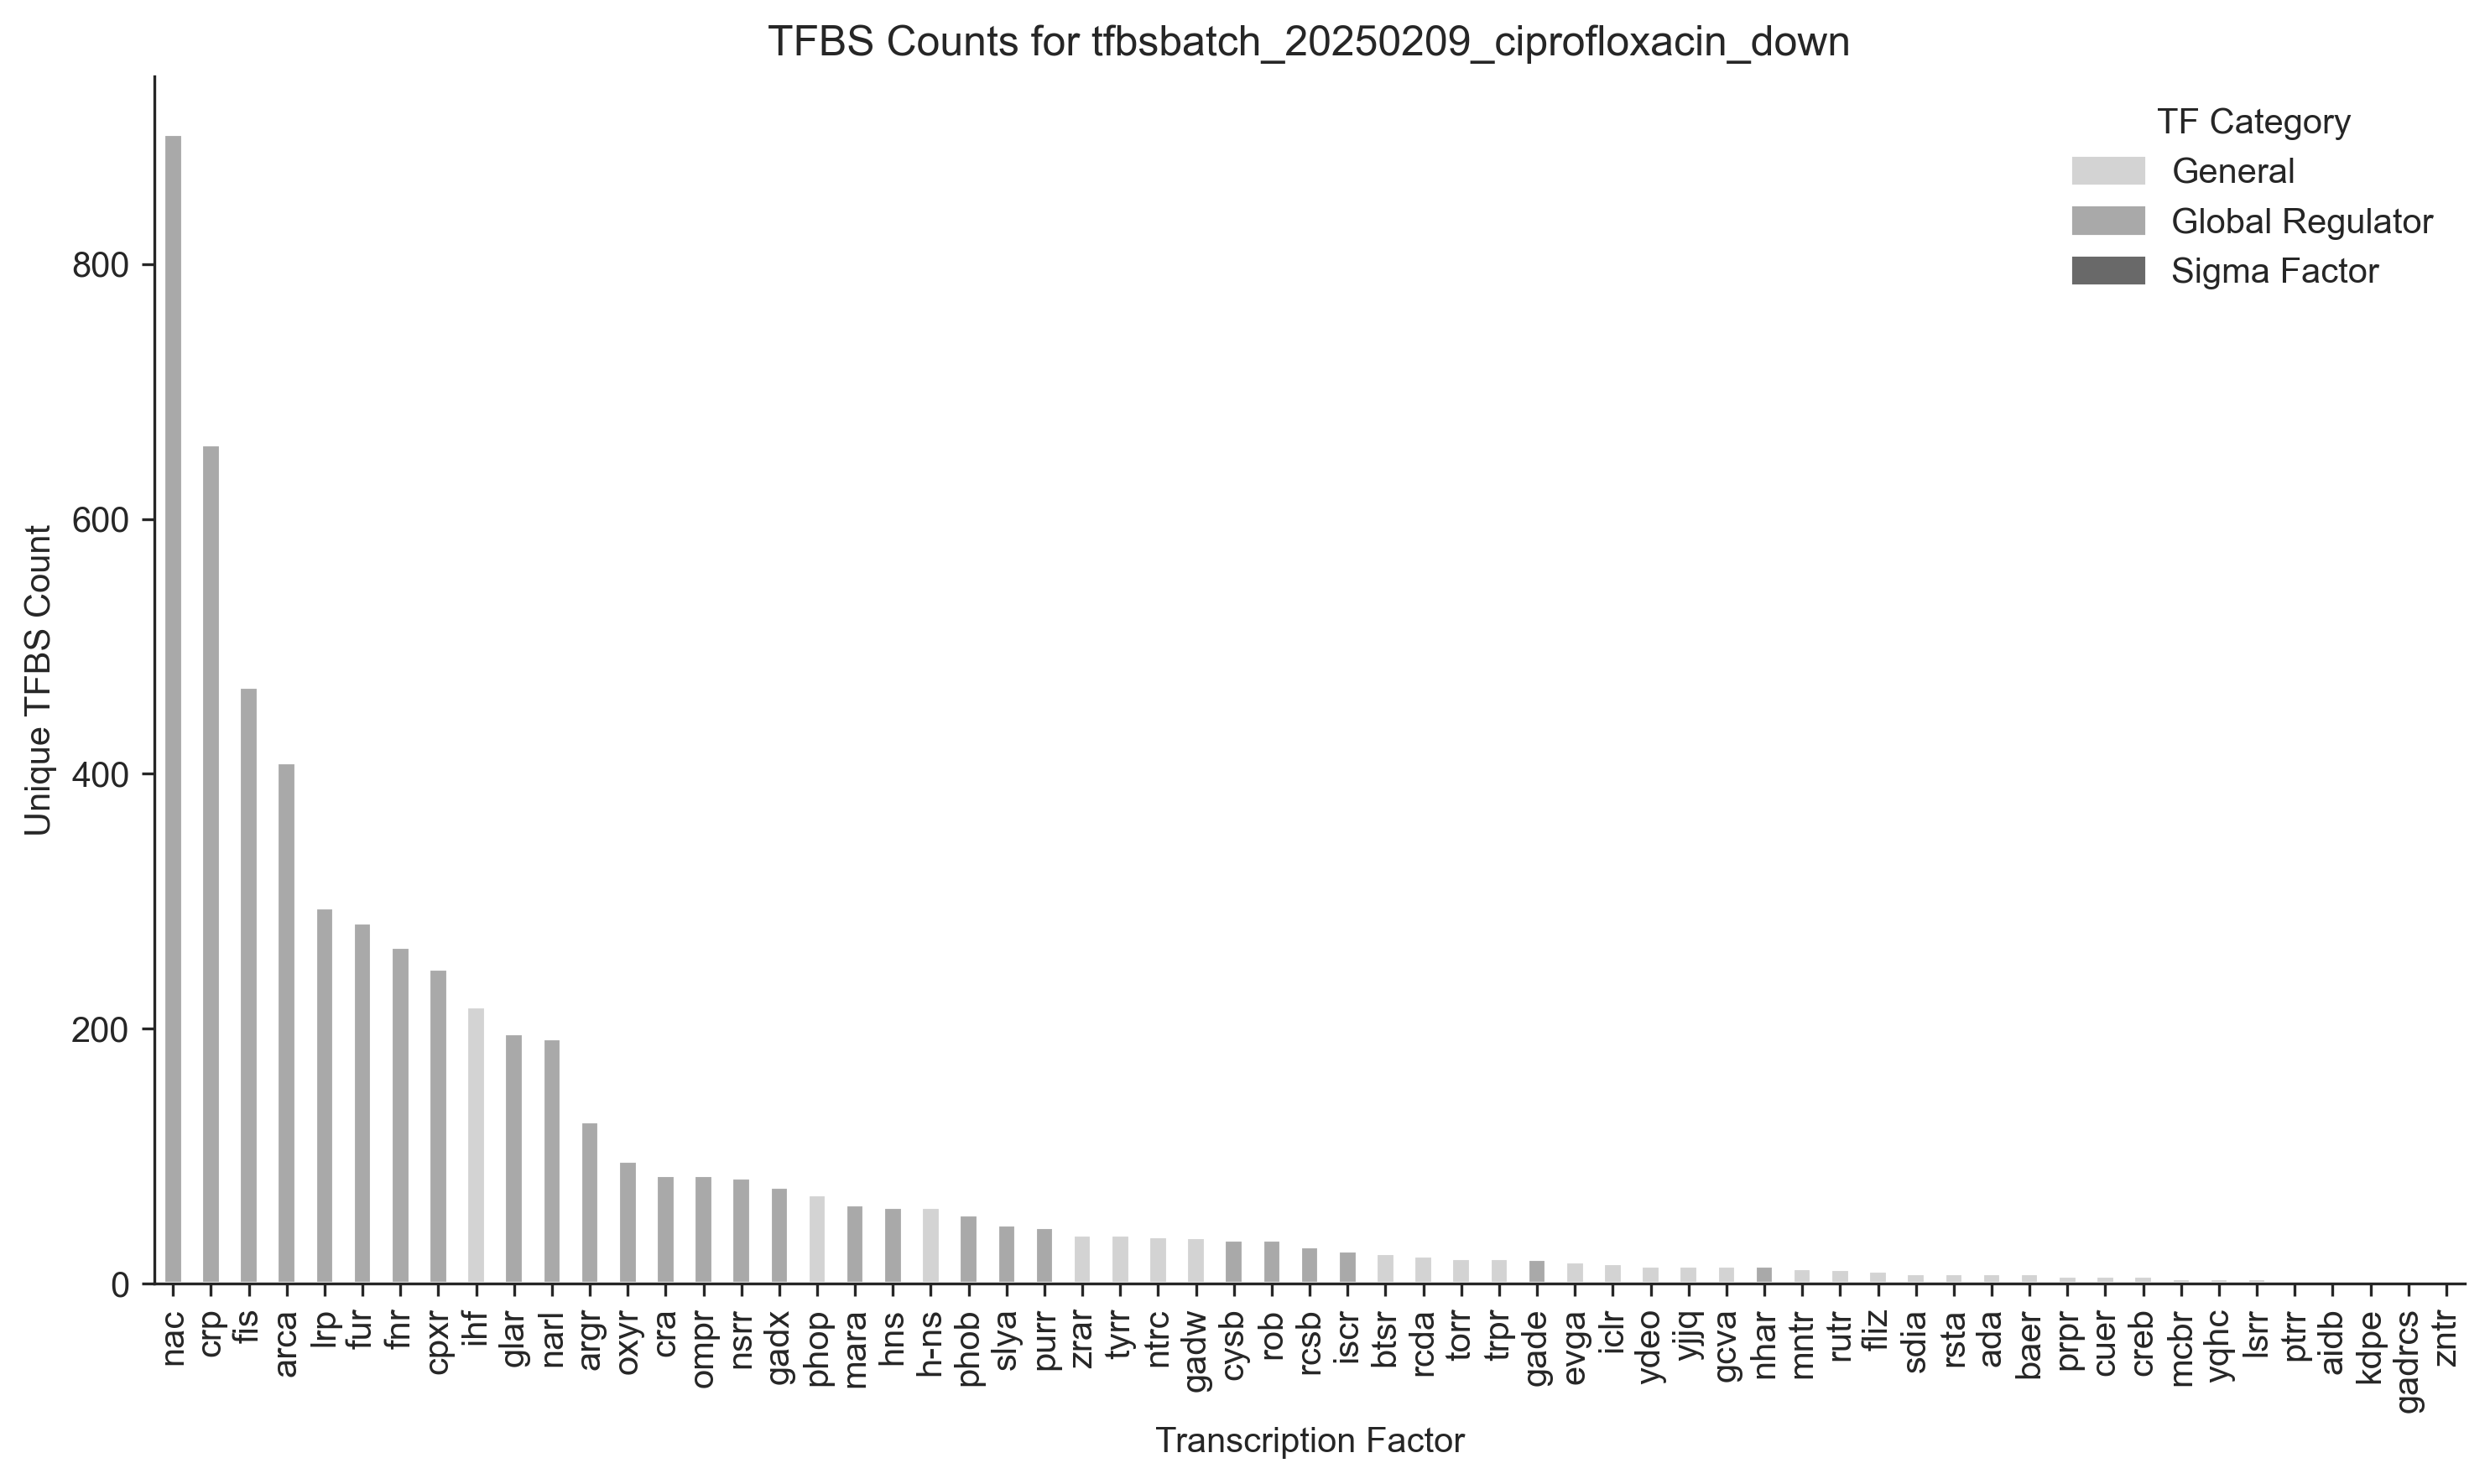 TFBS Counts for tfbsbatch_20250209_ciprofloxacin_down
TF Category
General
Global Regulator
Sigma Factor
Unique TFBS Count
800
600
400
200
0
nac
crp
fis
arca
lrp
fur
fnr
cpxr
ihf
glar
narl
argr
oxyr
cra
ompr
nsrr
gadx
phop
mara
hns
h-ns
phob
slya
purr
zrar
tyrr
ntrc
gadw
cysb
rob
rcsb
iscr
btsr
rcda
torr
trpr
gade
evga
iclr
ydeo
yjjq
gcva
nhar
mntr
rutr
fliz
sdia
rsta
ada
baer
prpr
cuer
creb
mcbr
yqhc
lsrr
ptrr
aidb
kdpe
gadrcs
zntr
Transcription Factor